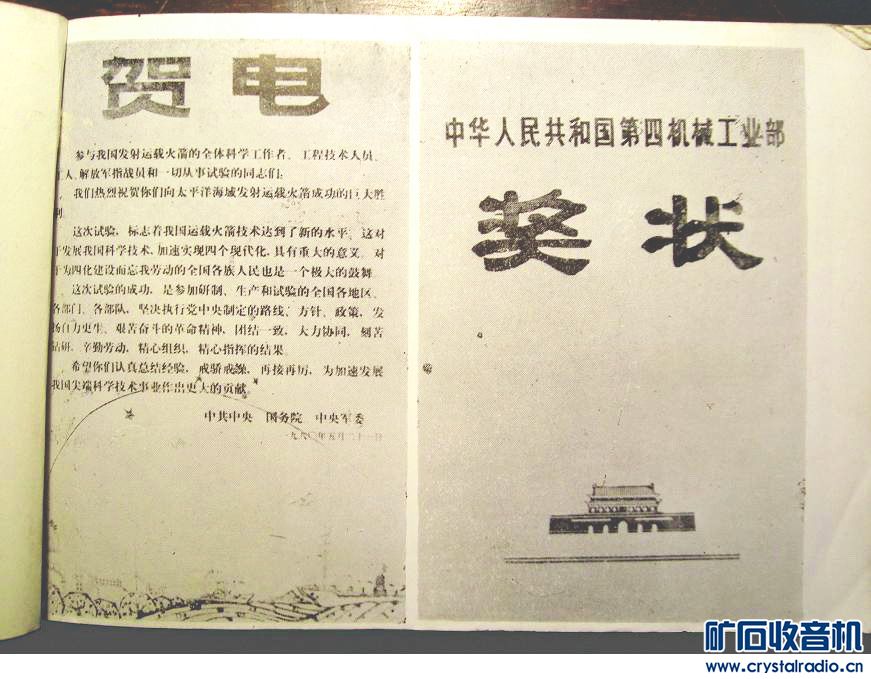 贺电
参与我国发射运载火箭的全体科学工作者、工程技术人员、
工人、解放军指战员和一切从事试验的同志们:
我们热烈祝贺你们向太平洋海域发射运载火箭成功的巨大胜
利
这次试验，标志着我国运载火箭技术达到了新的水平。这对
于发展我国科学技术，加速实现四个现代化，具有重大的意义。对
于为四化建设而忘我劳动的全国各族人民也是一个极大的鼓舞
这次试验的成功，是参加研制、生产和试验的全国各地区、
各部门、各部队，坚决执行党中央制定的路线、方针、政策，发
扬自力更生、艰苦奋斗的革命精神，团结一致，大力协同，刻苦
钻研，辛勤劳动，精心组织，精心指挥的结果。
希望你们认真总结经验，戒骄戒躁，再接再厉，为加速发展
我国尖端科学技术事业作出更大的贡献
中共中央 国务院 中央军委
一九八〇年五月二十一日
中华人民共和国第四机械工业部
奖状
矿石收音机
www.crystalradio.cn